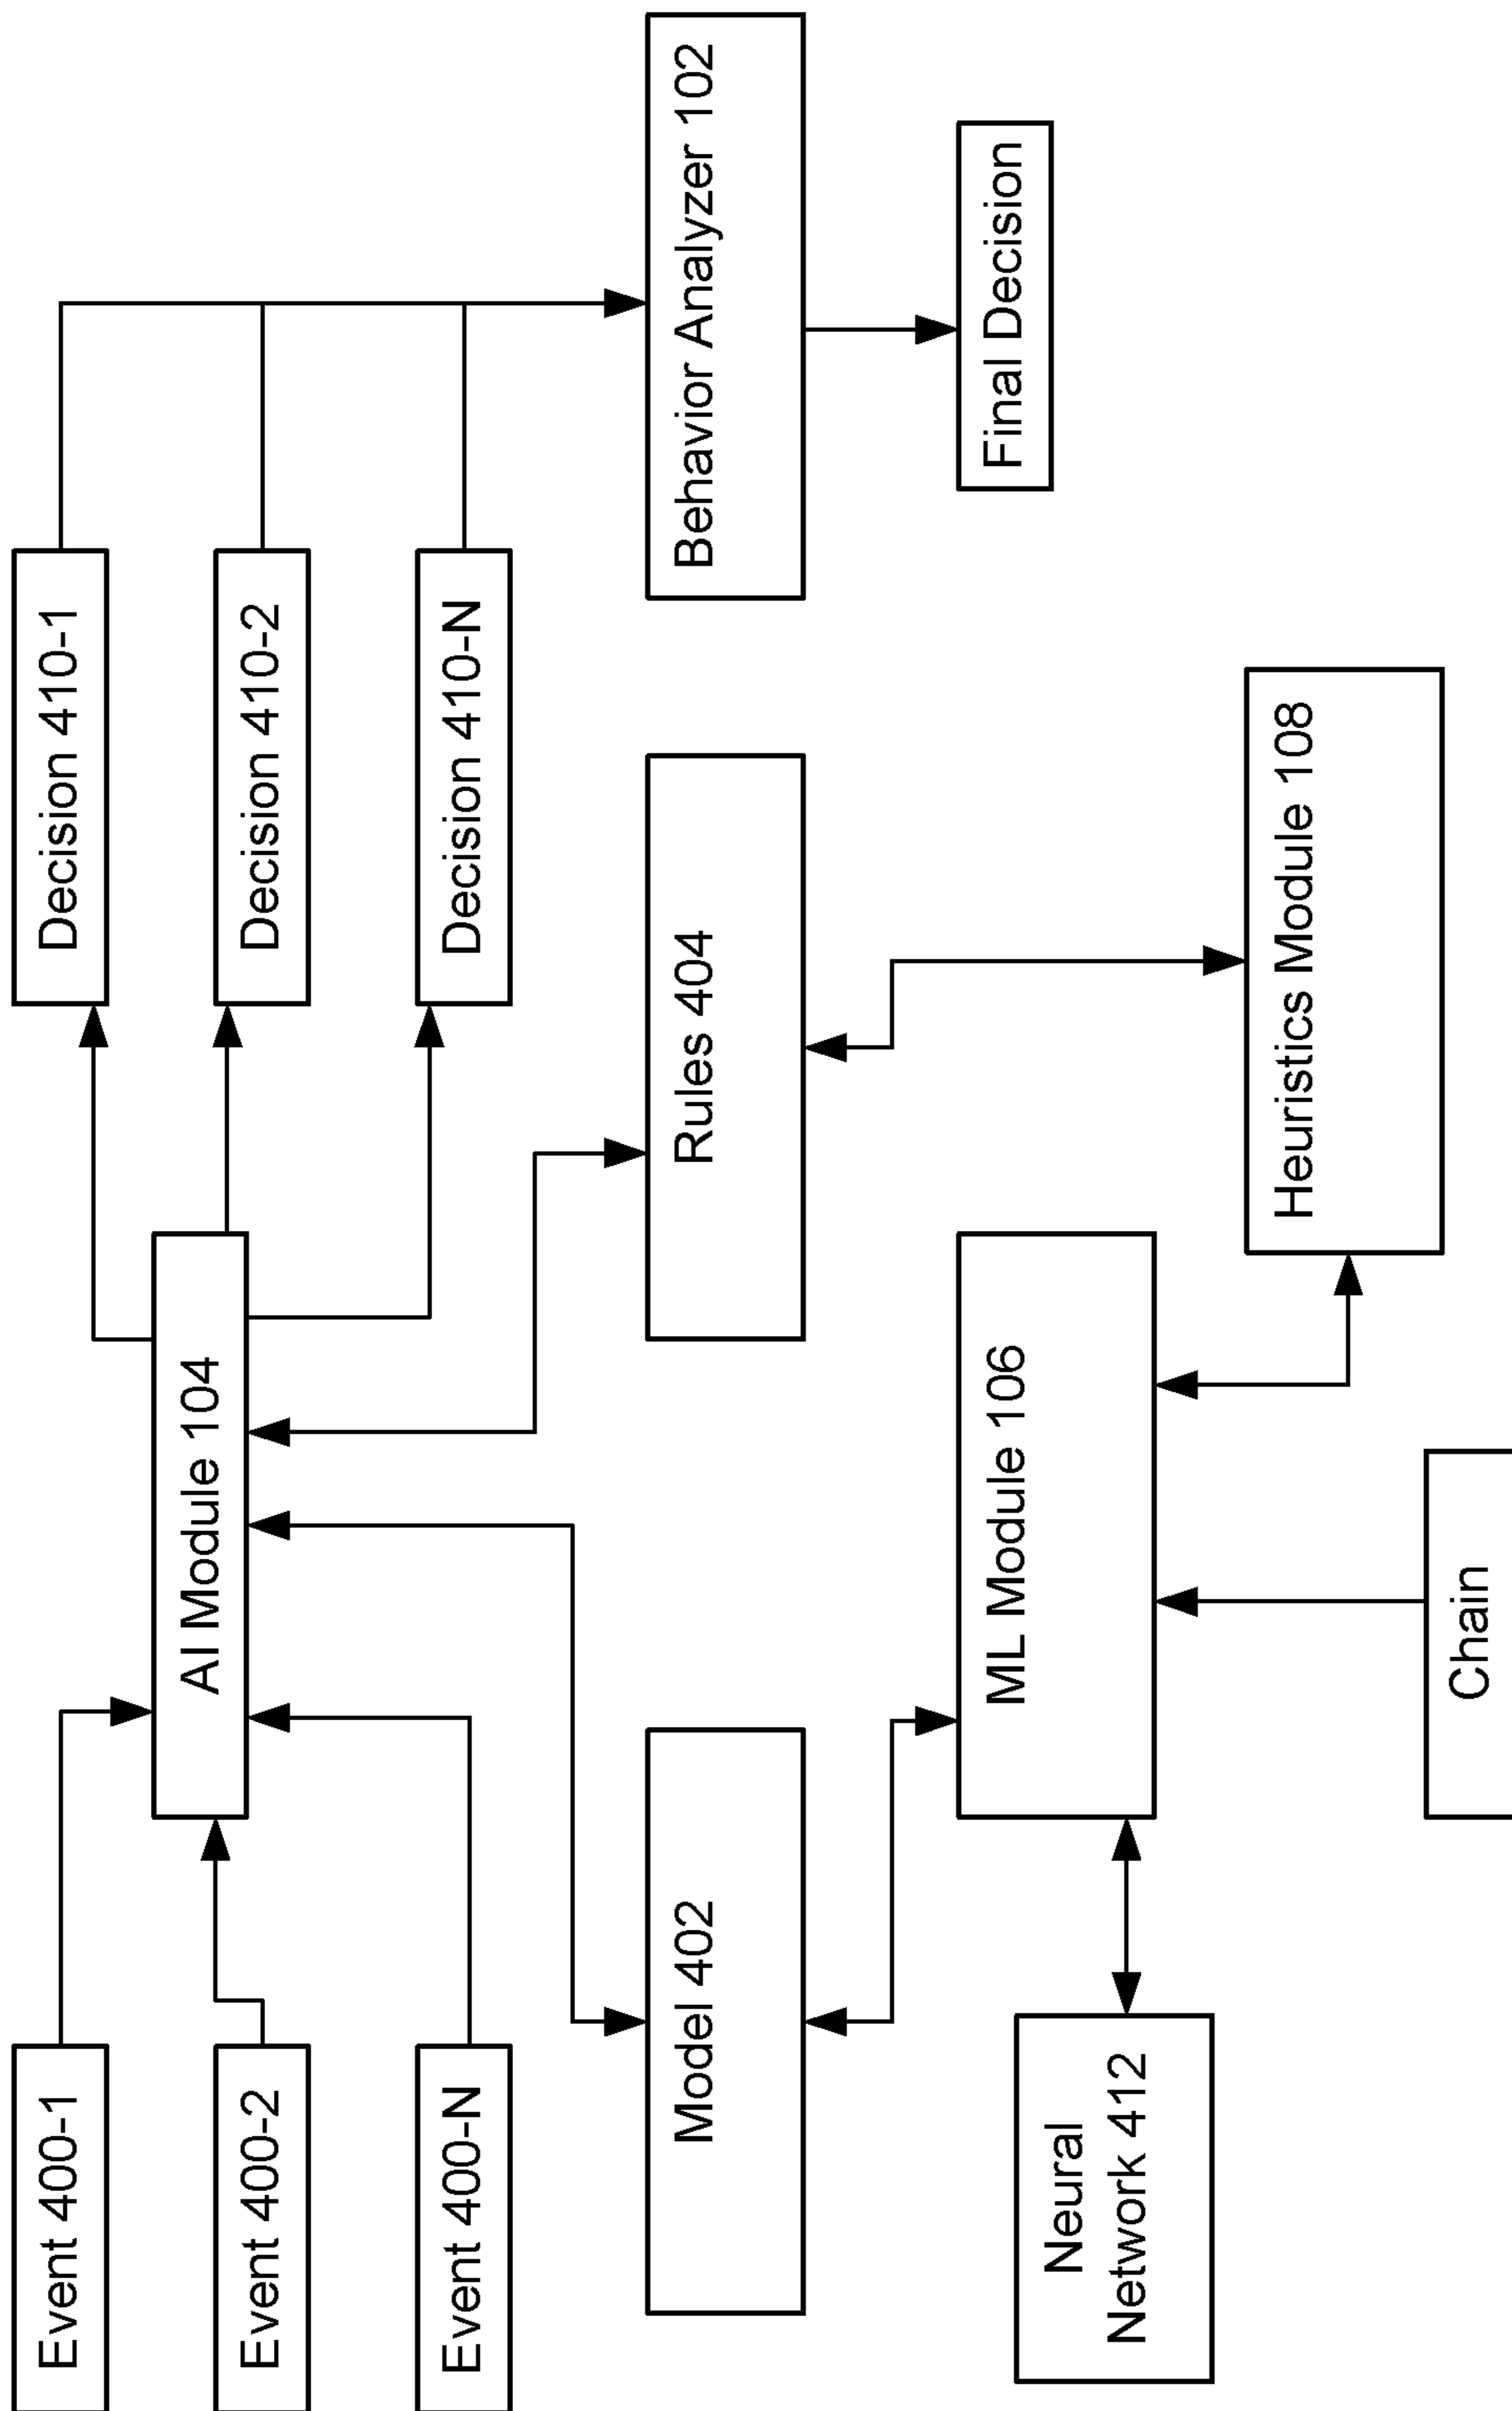 Event 400-1
Event 400-2
Event 400-N
AI Module 104
Decision 410-1
Decision 410-2
Decision 410-N
Model 402
Rules 404
Behavior Analyzer 102
Neural
Network 412
ML Module 106
Final Decision
Heuristics Module 108
Chain